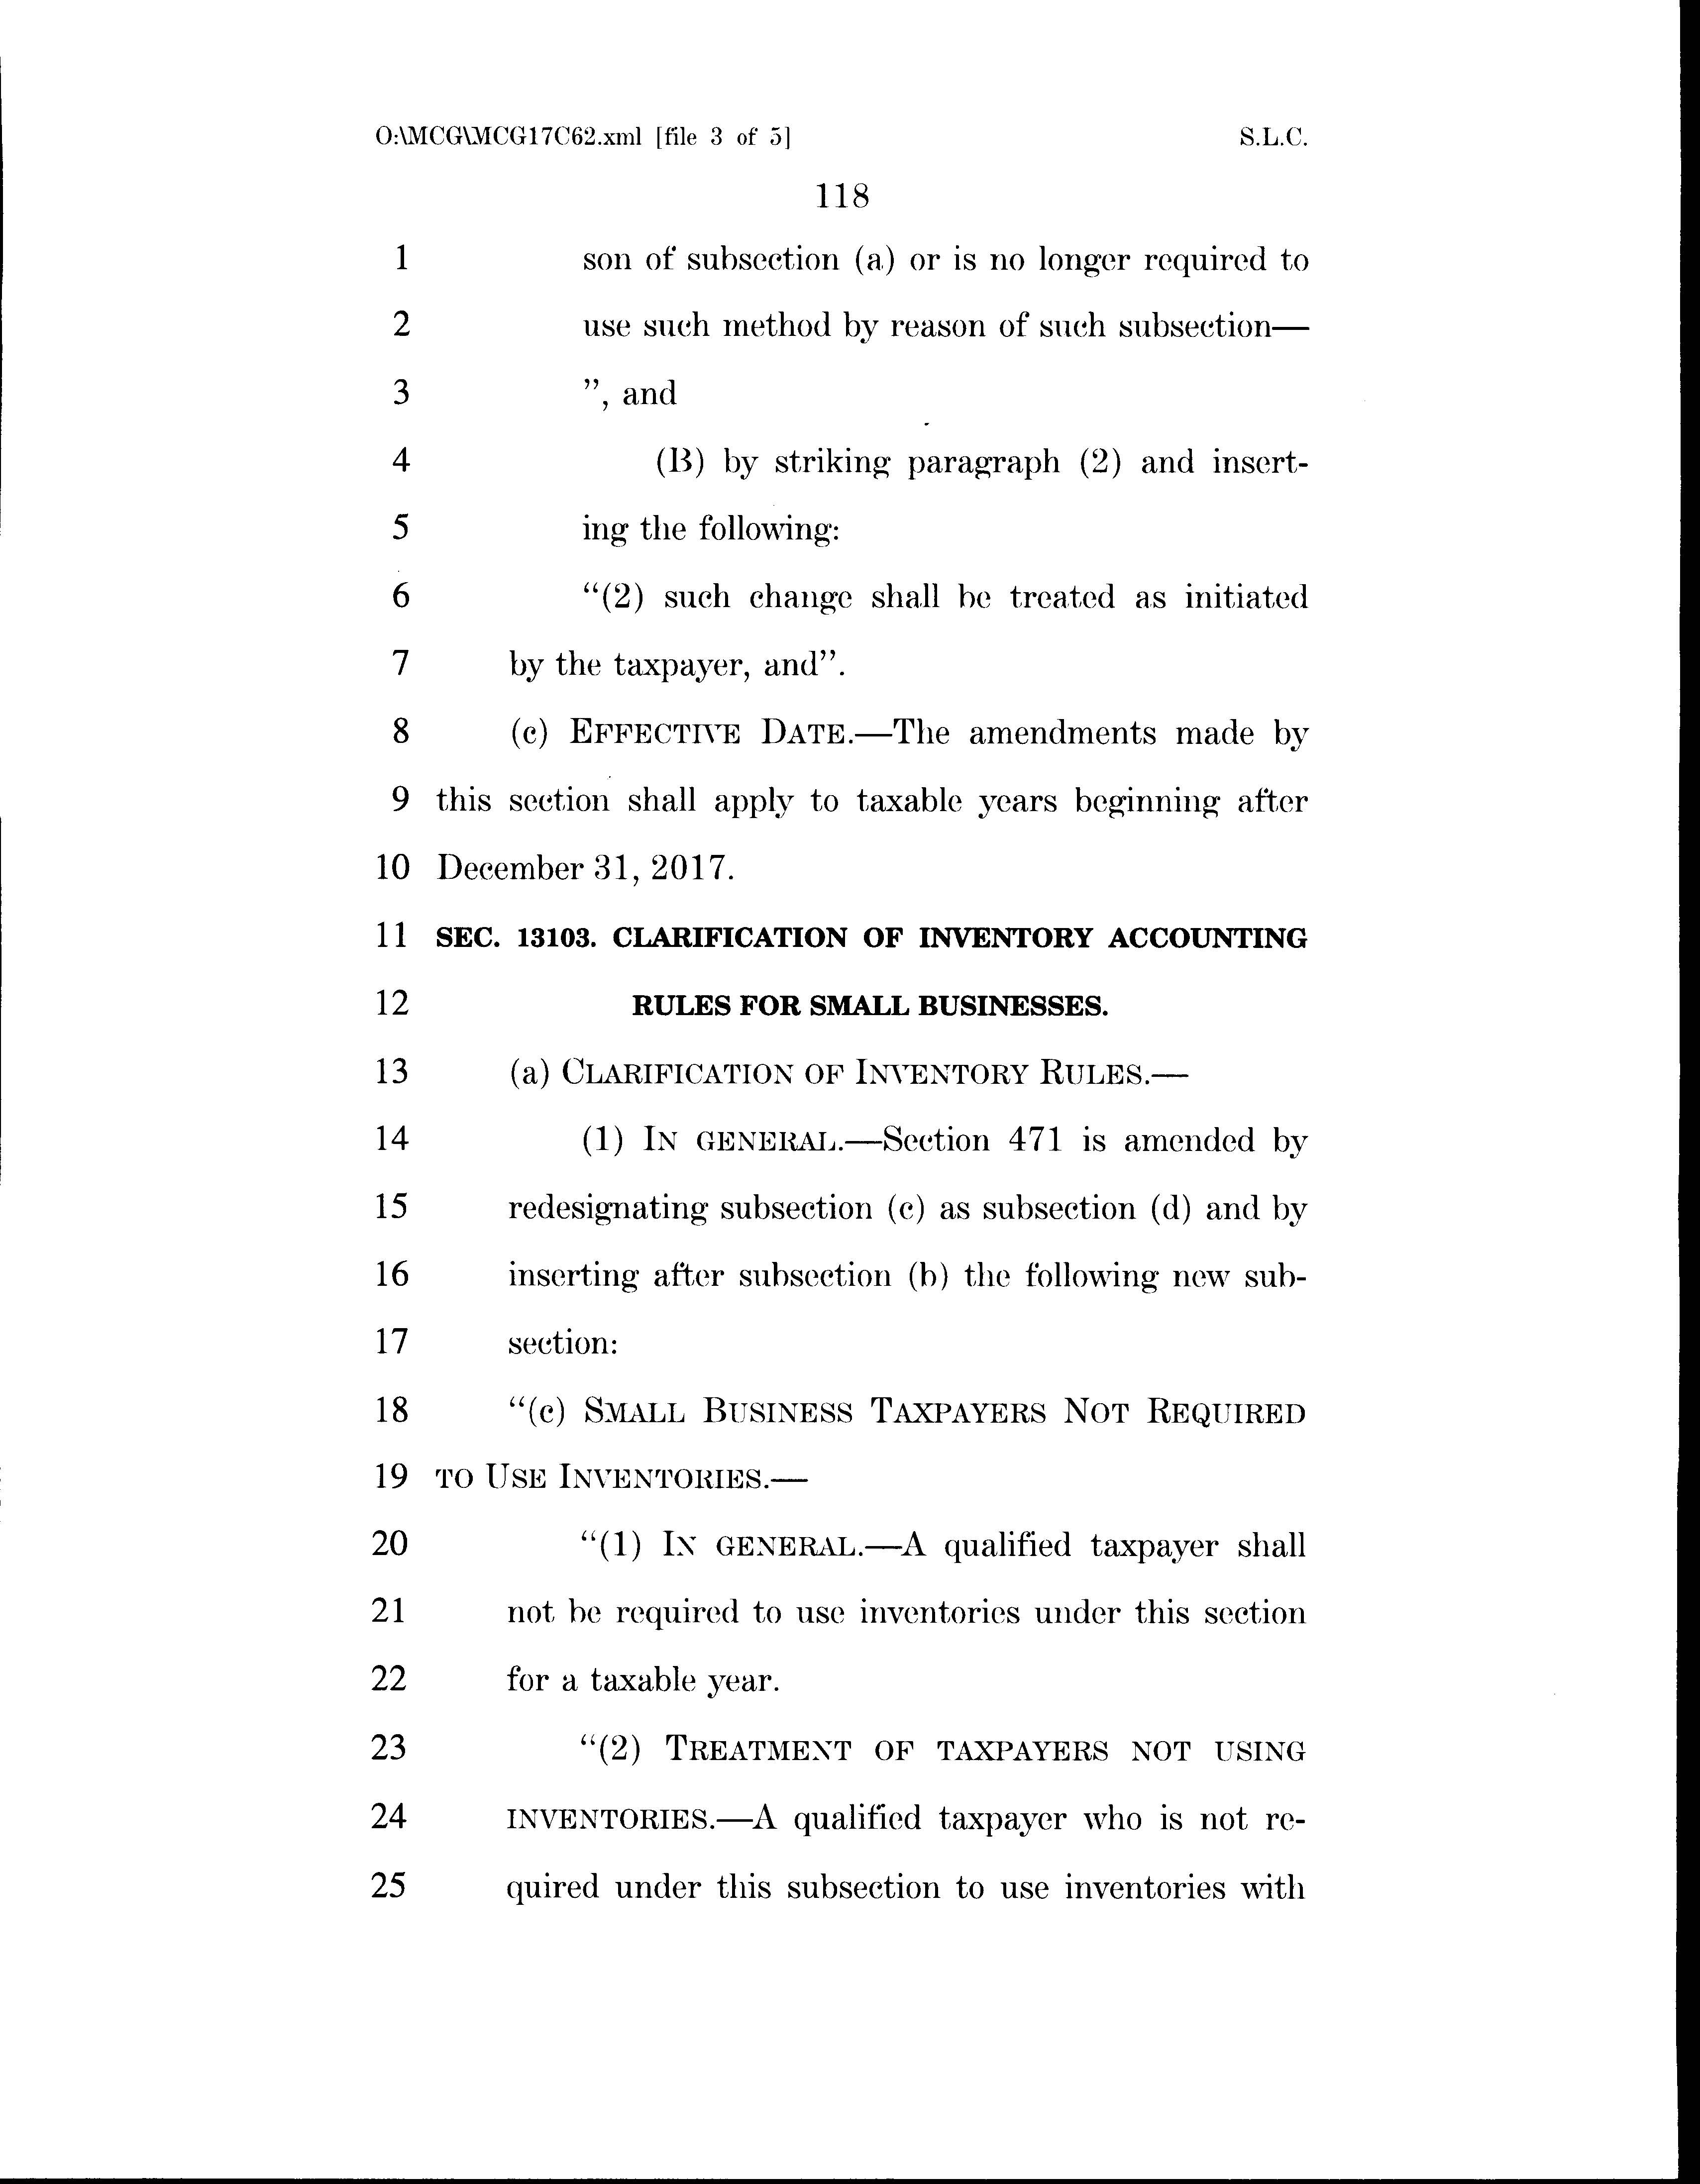 O:\MCG\MCG17C62.xml [file 3 of 5] S.L.C.
118
1 son of subsection (a) or is no longer required to
2 use such method by reason of such subsection—
3 ”, and
4 (B) by striking paragraph (2) and insert-
5 ing the following:
6 “(2) such change shall be treated as initiated
7 by the taxpayer, and”.
8 (c) EFFECTIVE DATE.—The amendments made by
9 this section shall apply to taxable years beginning after
10 December 31, 2017.
11 SEC. 13103. CLARIFICATION OF INVENTORY ACCOUNTING
12 RULES FOR SMALL BUSINESSES.
13 (a) CLARIFICATION OF INVENTORY RULES.—
14 (1) IN GENERAL.—Section 471 is amended by
15 redesignating subsection (c) as subsection (d) and by
16 inserting after subsection (b) the following new sub-
17 section:
18 “(c) SMALL BUSINESS TAXPAYERS NOT REQUIRED
19 TO USE INVENTORIES.—
20 “(1) IN GENERAL.—A qualified taxpayer shall
21 not be required to use inventories under this section
22 for a taxable year.
23 “(2) TREATMENT OF TAXPAYERS NOT USING
24 INVENTORIES.—A qualified taxpayer who is not re-
25 quired under this subsection to use inventories with